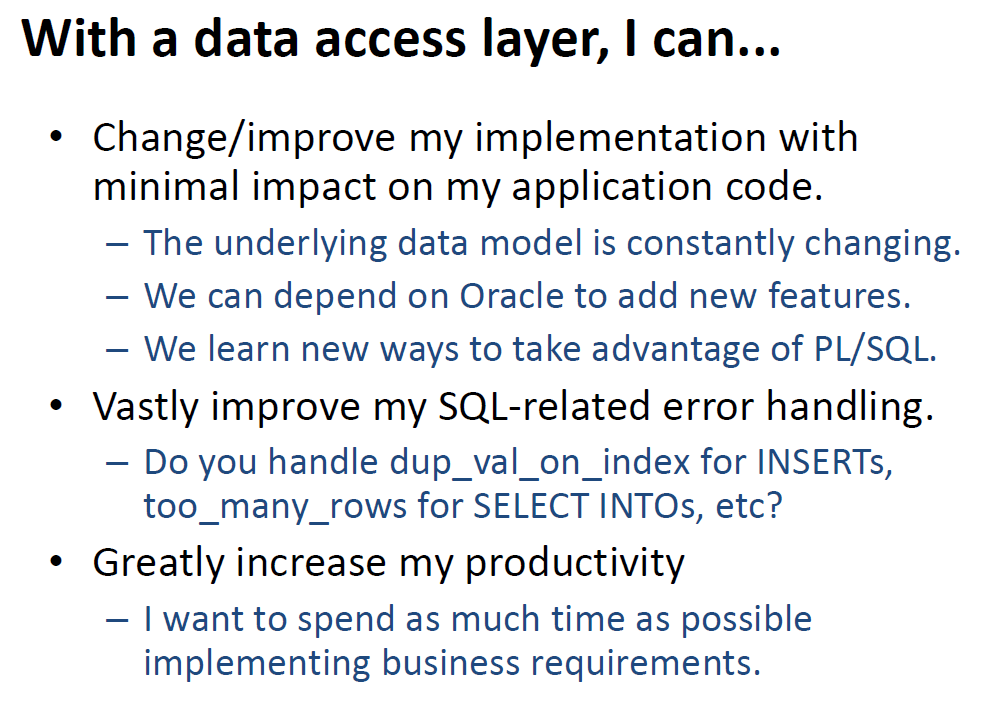 With a data access layer, I can...
• Change/improve my implementation with
minimal impact on my application code.
– The underlying data model is constantly changing.
– We can depend on Oracle to add new features.
– We learn new ways to take advantage of PL/SQL.
• Vastly improve my SQL-related error handling.
– Do you handle dup_val_on_index for INSERTs,
too_many_rows for SELECT INTOs, etc?
• Greatly increase my productivity
– I want to spend as much time as possible
implementing business requirements.